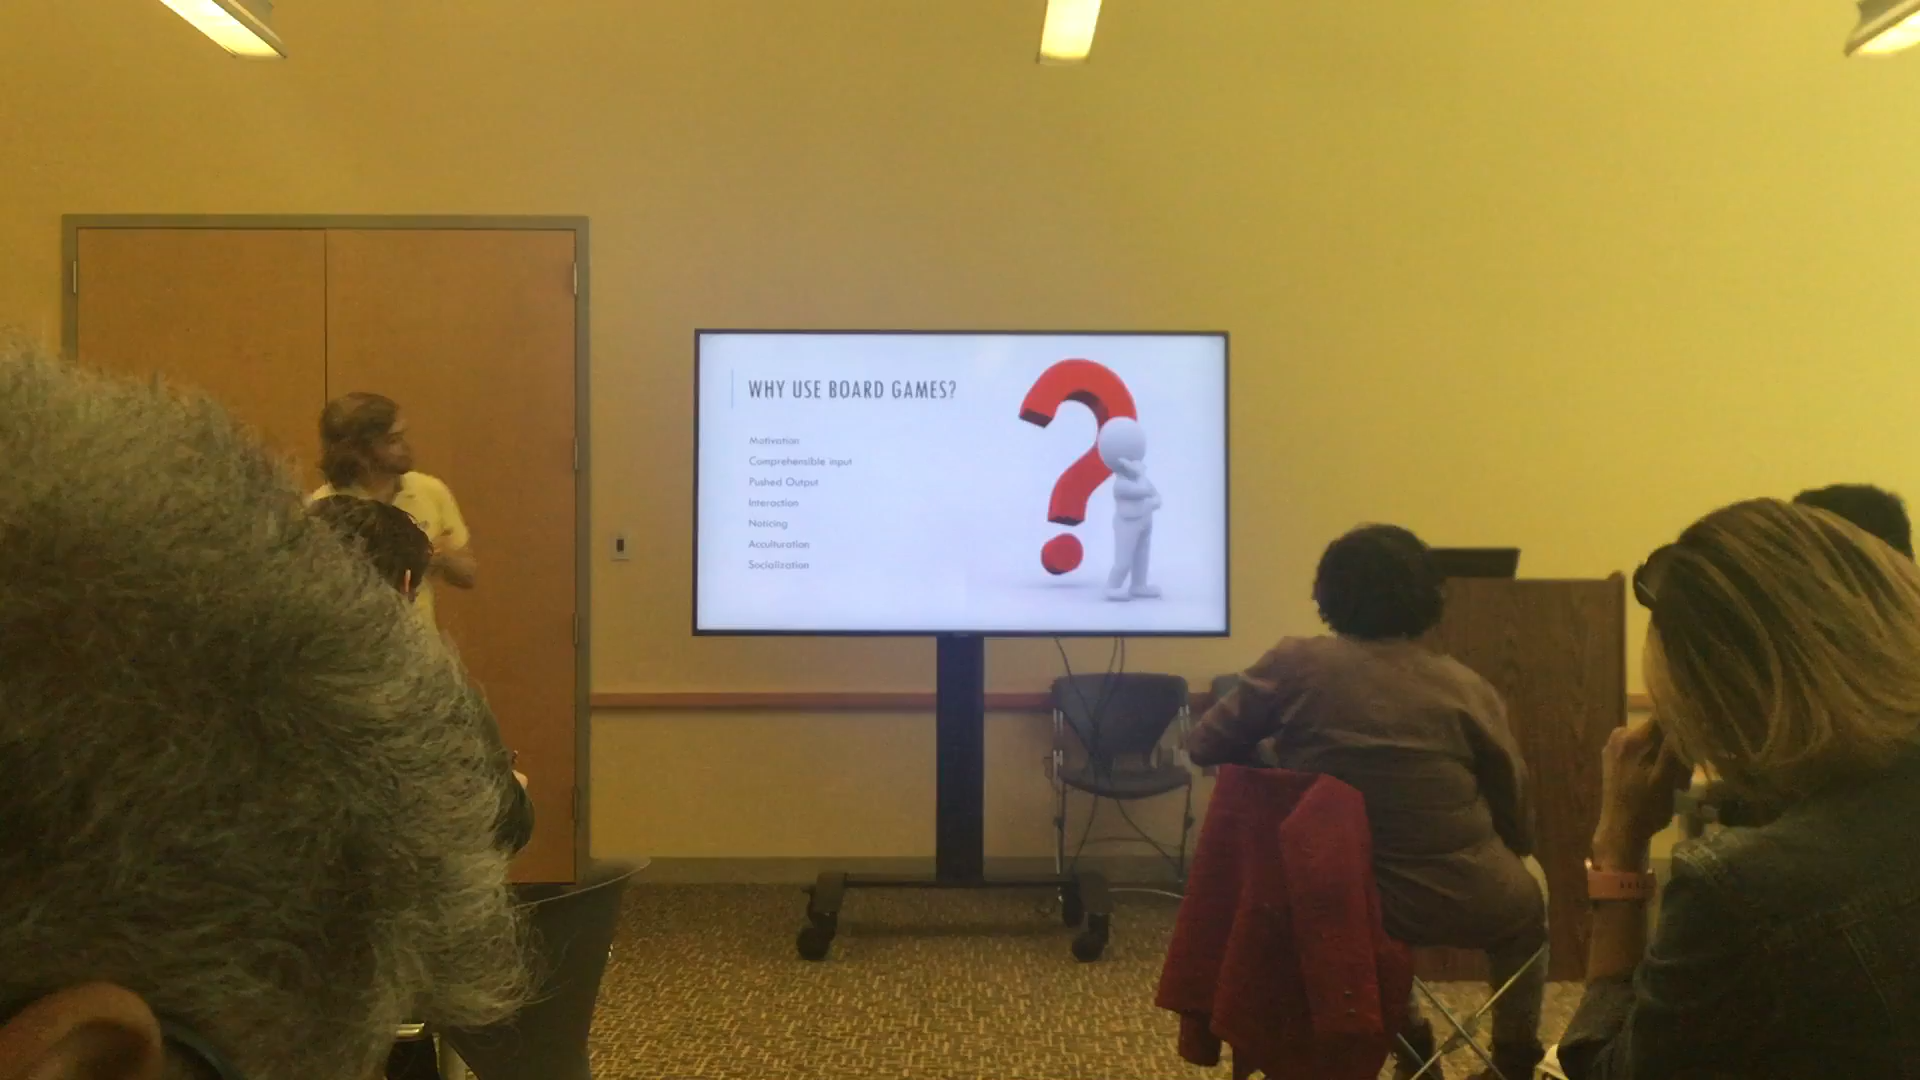 WHY USE BOARD GAMES?
Motivation
Comprehensible input
Pushed Output
Interaction
Noticing
Acculturation
Socialization